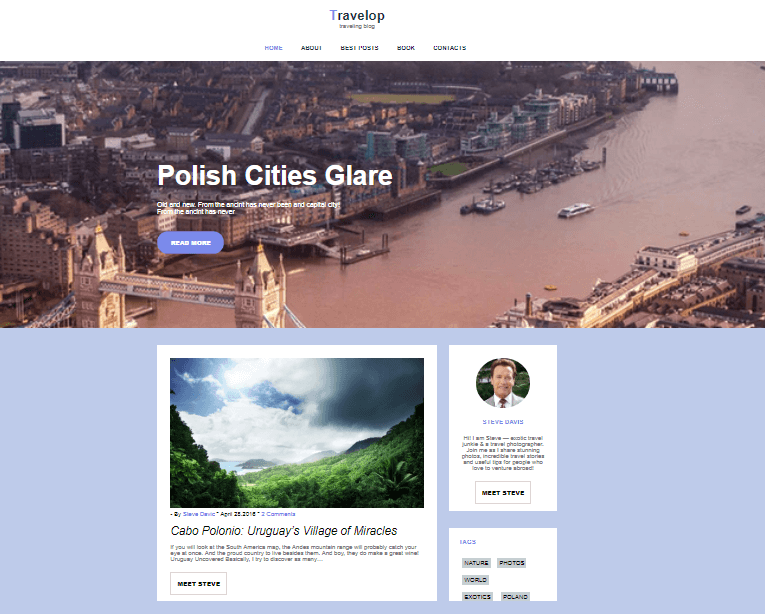 Travelop
traveling blog
HOME ABOUT BEST POSTS BOOK CONTACTS
Polish Cities Glare
Old and new. From the ancint has never been and capital city!
From the ancint has never
READ MORE
- By Steve Davic - April 25.2016 - 2 Comments
Cabo Polonio: Uruguay's Village of Miracles
If you will look at the South America map, the Andes mountain range will probably catch your
eye at once. And the proud country to live besides them. And boy, they do make a great wine!
Uruguay Uncovered Basically, I try to discover as many...
MEET STEVE
STEVE DAVIS
Hi! I am Steve — exotic travel
junkie & a travel photographer.
Join me as I share stunning
photos, incredible travel stories
and useful tips for people who
love to venture abroad!
MEET STEVE
TAGS
NATURE PHOTOS
WORLD
EXOTICS POLAND